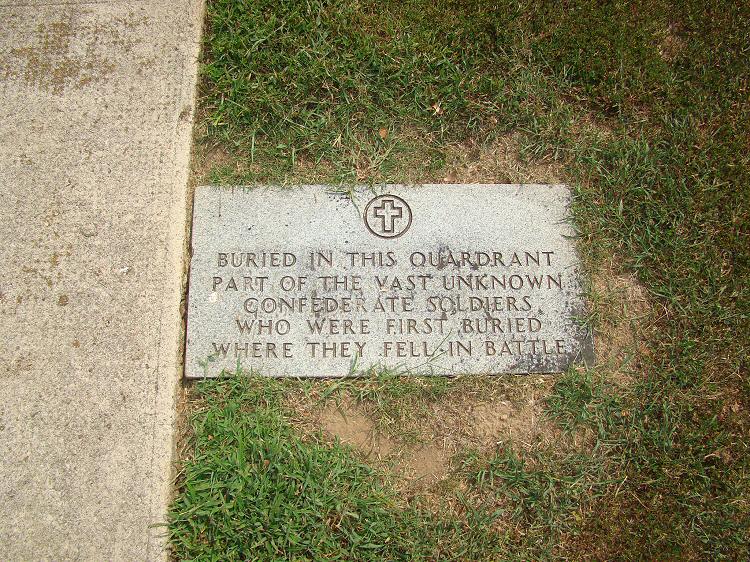 BURIED IN THIS QUARDRANT
PART OF THE VAST UNKNOWN
CONFEDERATE SOLDIERS
WHO WERE FIRST BURIED
WHERE THEY FELL IN BATTLE